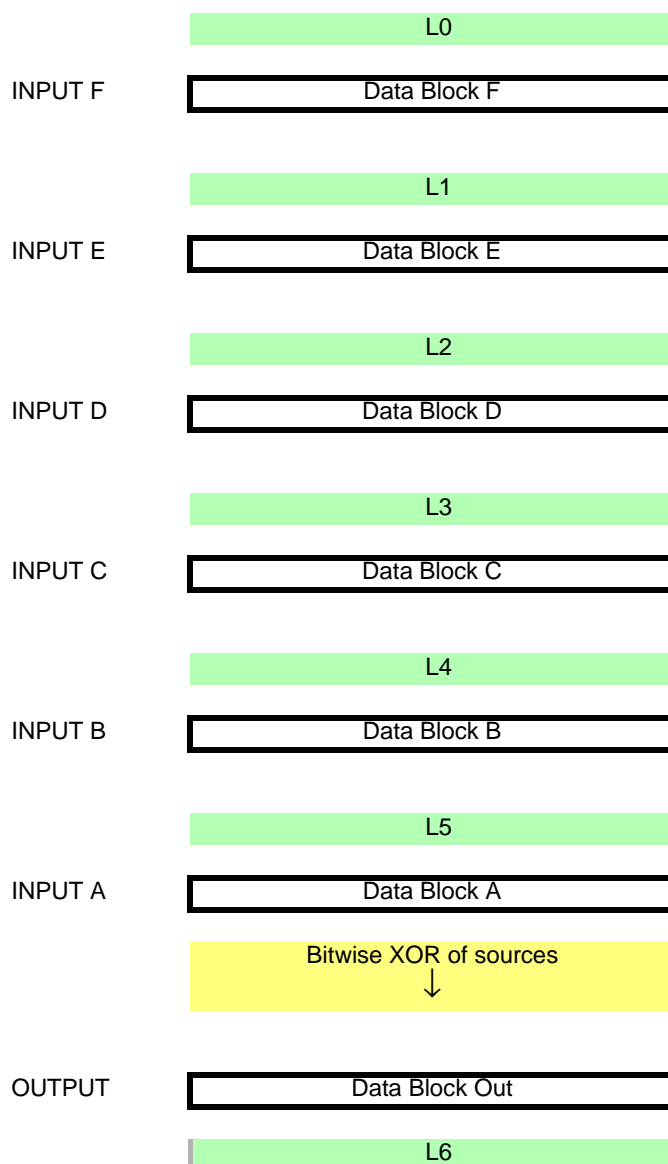 L0
INPUT F Data Block F
L1
INPUT E Data Block E
L2
INPUT D Data Block D
L3
INPUT C Data Block C
L4
INPUT B Data Block B
L5
INPUT A Data Block A
Bitwise XOR of sources
↓
OUTPUT Data Block Out
L6